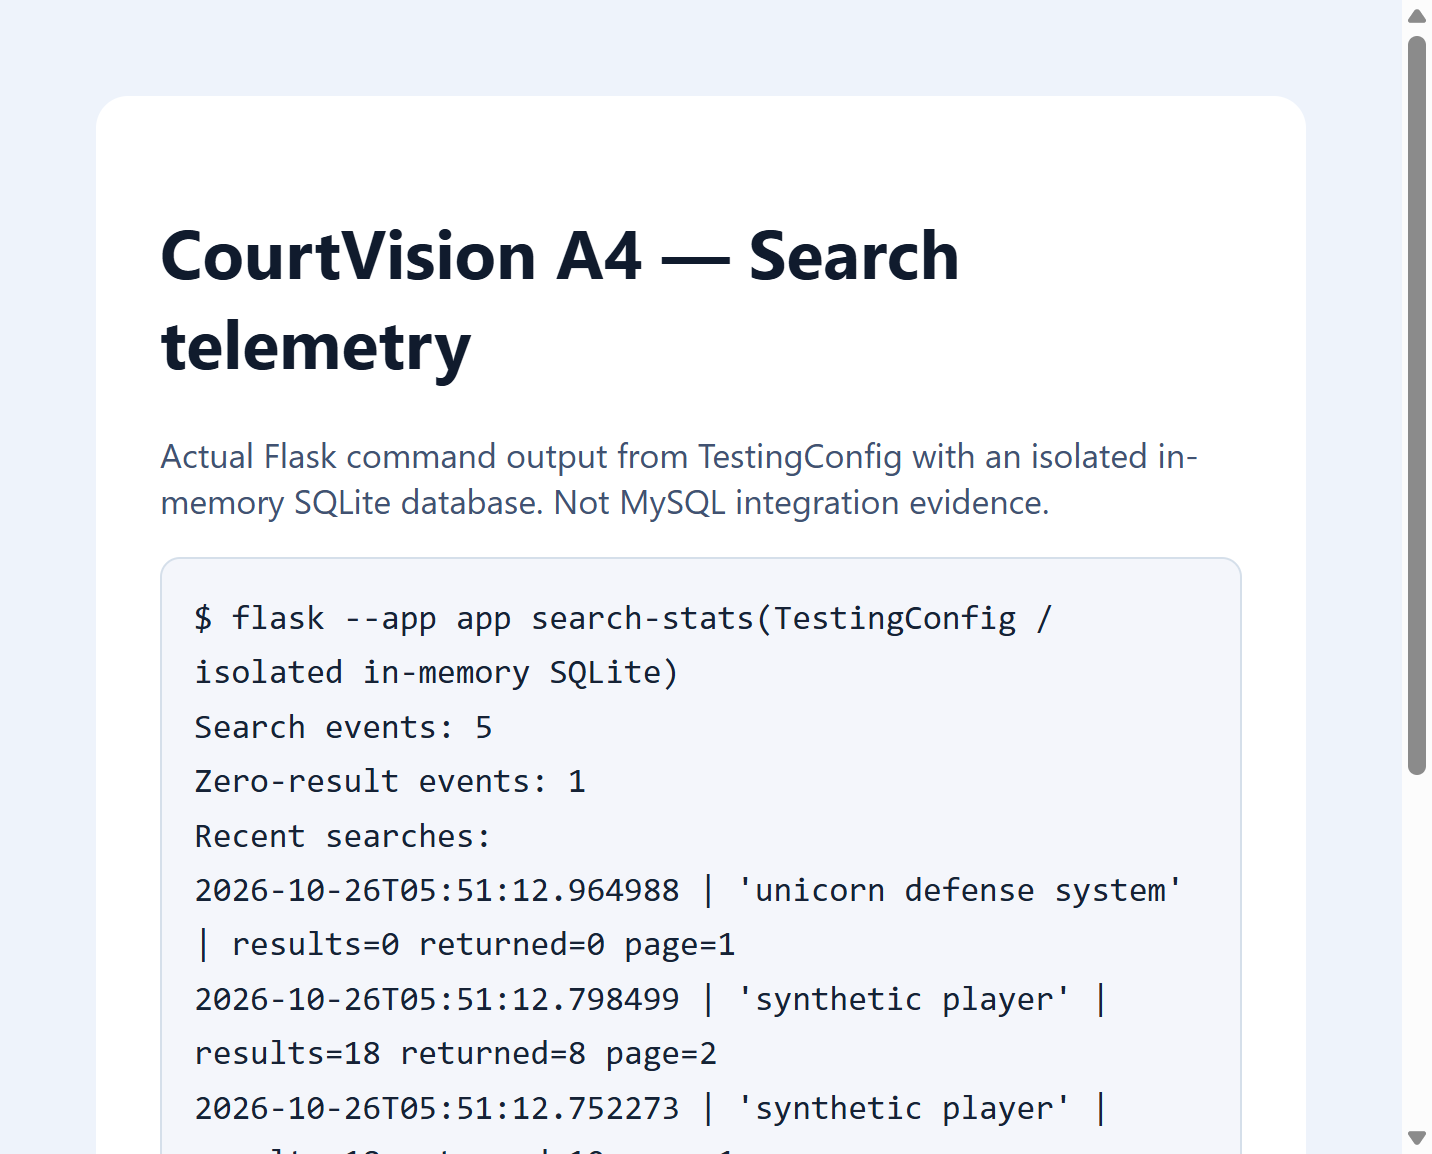 CourtVision A4 — Search
telemetry
Actual Flask command output from TestingConfig with an isolated in-
memory SQLite database. Not MySQL integration evidence.
$ flask --app app search-stats(TestingConfig /
isolated in-memory SQLite)
Search events: 5
Zero-result events: 1
Recent searches:
2026-10-26T05:51:12.964988 | 'unicorn defense system'
| results=0 returned=0 page=1
2026-10-26T05:51:12.798499 | 'synthetic player' |
results=18 returned=8 page=2
2026-10-26T05:51:12.752273 | 'synthetic player' |